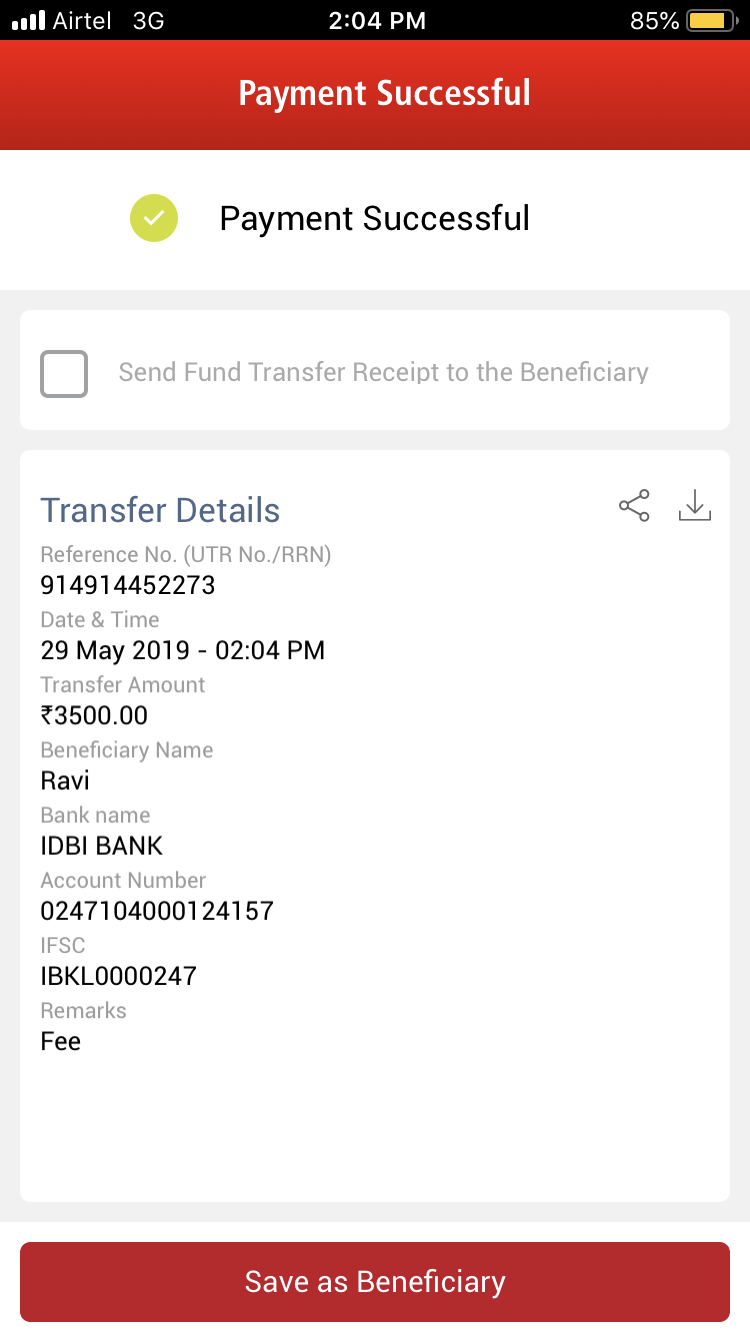 Airtel 3G 2:04 PM 85%
Payment Successful
Payment Successful
Send Fund Transfer Receipt to the Beneficiary
Transfer Details
Reference No. (UTR No./RRN)
914914452273
Date & Time
29 May 2019 - 02:04 PM
Transfer Amount
₹3500.00
Beneficiary Name
Ravi
Bank name
IDBI BANK
Account Number
0247104000124157
IFSC
IBKL0000247
Remarks
Fee
Save as Beneficiary